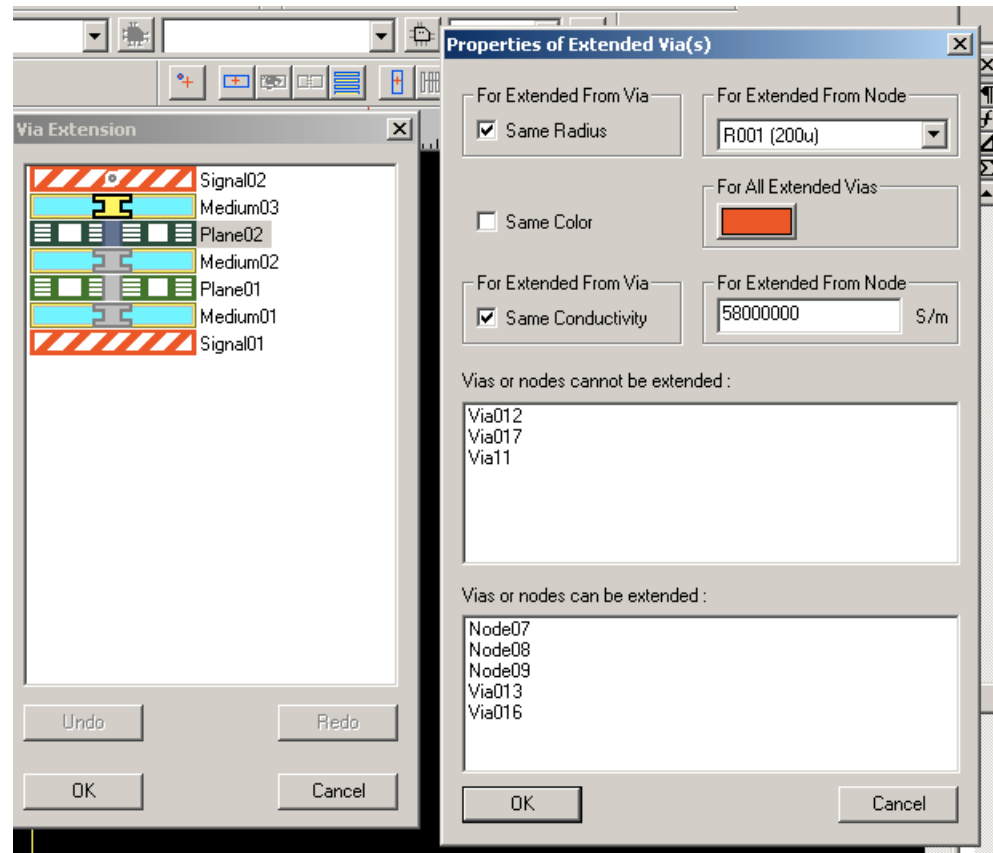 Via Extension
Signal02
Medium03
Plane02
Medium02
Plane01
Medium01
Signal01
Undo
Redo
OK
Cancel
Properties of Extended Via(s)
For Extended From Via
For Extended From Node
Same Radius
R001 (200u)
For All Extended Vias
Same Color
For Extended From Via
For Extended From Node
Same Conductivity
58000000
S/m
Vias or nodes cannot be extended :
Via012
Via017
Via11
Vias or nodes can be extended :
Node07
Node08
Node09
Via013
Via016
OK
Cancel